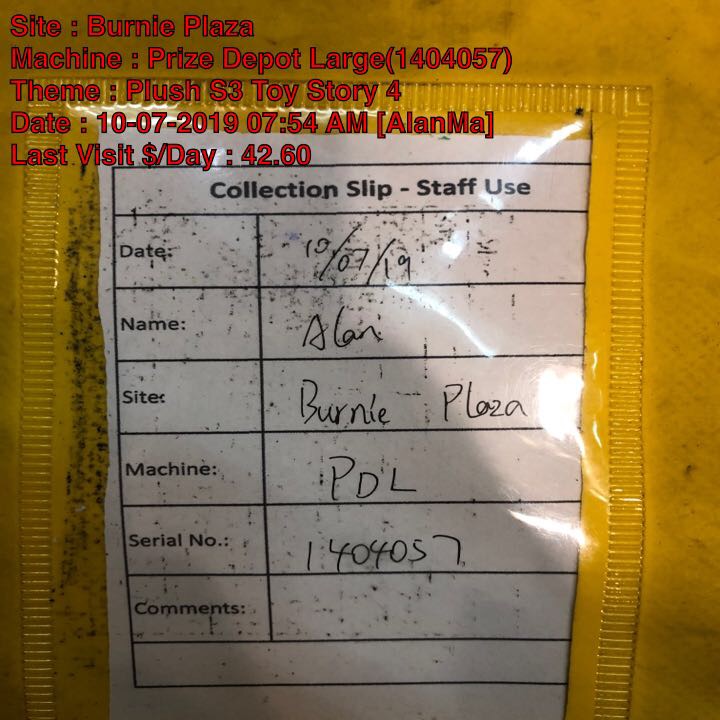 Site : Burnie Plaza
Machine : Prize Depot Large(1404057)
Theme : Plush S3 Toy Story 4
Date : 10-07-2019 07:54 AM [AlanMa]
Last Visit $/Day : 42.60
Collection Slip - Staff Use
Date: 10/07/19
Name: Alan
Site: Burnie Plaza
Machine: PDL
Serial No.: 1404057
Comments: